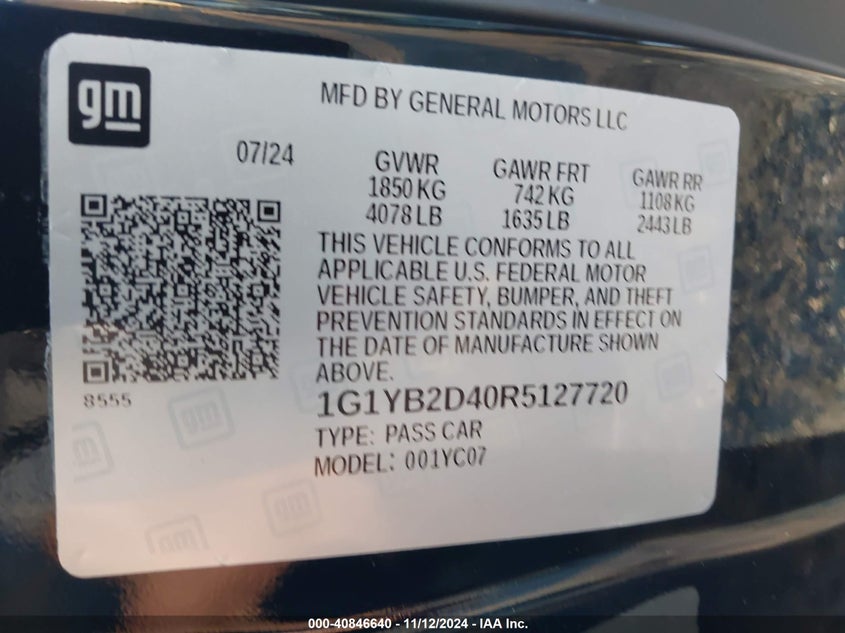 gm
MFD BY GENERAL MOTORS LLC
07/24
GVWR GAWR FRT GAWR RR
1850 KG 742 KG 1108 KG
4078 LB 1635 LB 2443 LB
THIS VEHICLE CONFORMS TO ALL
APPLICABLE U.S. FEDERAL MOTOR
VEHICLE SAFETY, BUMPER, AND THEFT
PREVENTION STANDARDS IN EFFECT ON
THE DATE OF MANUFACTURE SHOWN
ABOVE.
8555
1G1YB2D40R5127720
TYPE: PASS CAR
MODEL: 001YC07
000-40846640 - 11/12/2024 - IAA Inc.